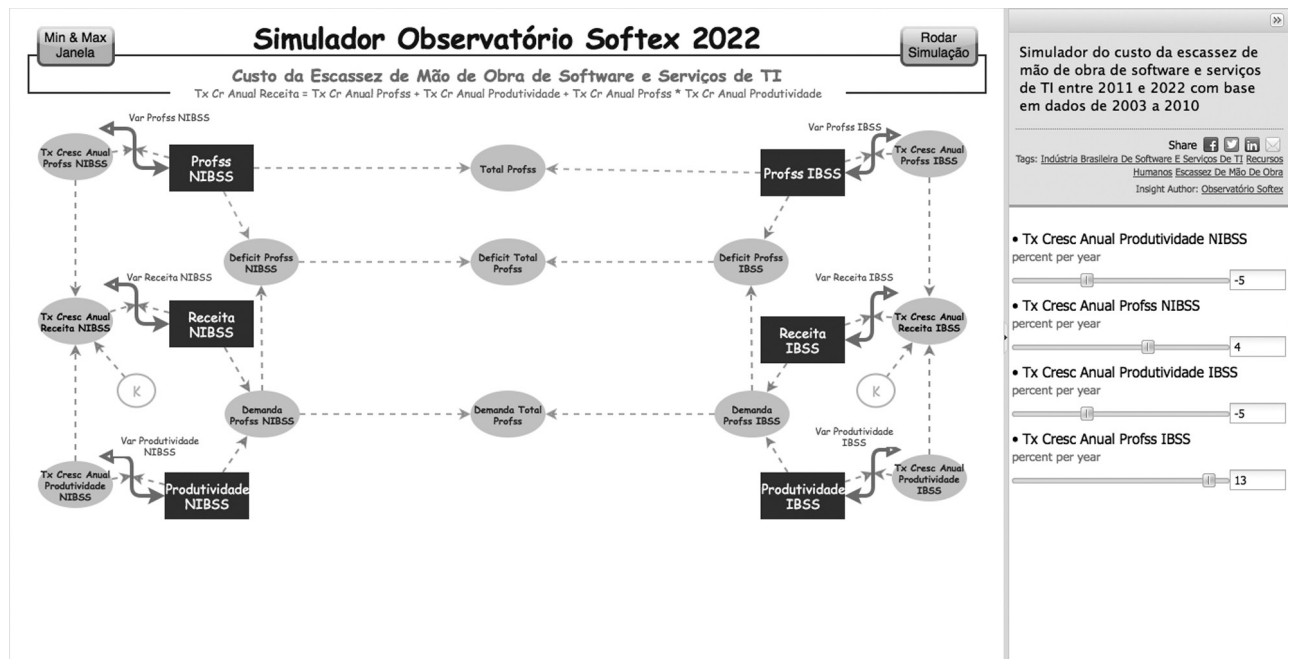 Min & Max
Janela
Simulador Observatório Softex 2022
Rodar
Simulação
Custo da Escassez de Mão de Obra de Software e Serviços de TI
Tx Cr Anual Receita = Tx Cr Anual Profss + Tx Cr Anual Produtividade + Tx Cr Anual Profss * Tx Cr Anual Produtividade
Var Profss NIBSS
Tx Cresc Anual
Profss NIBSS
Profss
NIBSS
Total Profss
Var Profss IBSS
Profss IBSS
Tx Cresc Anual
Profss IBSS
Deficit Profss
NIBSS
Deficit Total
Profss
Deficit Profss
IBSS
Var Receita NIBSS
Tx Cresc Anual
Receita NIBSS
Receita
NIBSS
Var Receita IBSS
Receita
IBSS
Tx Cresc Anual
Receita IBSS
K
K
Demanda
Profss NIBSS
Demanda Total
Profss
Demanda
Profss IBSS
Var Produtividade
NIBSS
Tx Cresc Anual
Produtividade
NIBSS
Produtividade
NIBSS
Var Produtividade
IBSS
Produtividade
IBSS
Tx Cresc Anual
Produtividade
IBSS
»
Simulador do custo da escassez de
mão de obra de software e serviços
de TI entre 2011 e 2022 com base
em dados de 2003 a 2010
Share
Tags: Indústria Brasileira De Software E Serviços De TI Recursos
Humanos Escassez De Mão De Obra
Insight Author: Observatório Softex
• Tx Cresc Anual Produtividade NIBSS
percent per year
-5
• Tx Cresc Anual Profss NIBSS
percent per year
4
• Tx Cresc Anual Produtividade IBSS
percent per year
-5
• Tx Cresc Anual Profss IBSS
percent per year
13